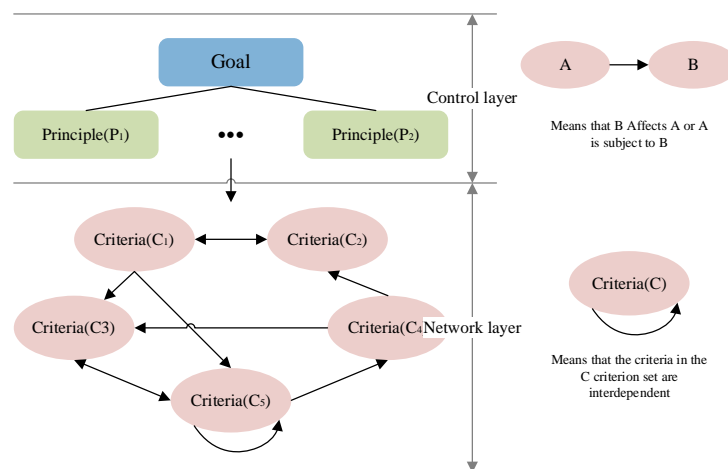 Goal
A
B
Control layer
Principle(P1)
•••
Principle(P2)
Means that B Affects A or A
is subject to B
Criteria(C1)
Criteria(C2)
Criteria(C)
Criteria(C3)
Criteria(C4
Network layer
Means that the criteria in the
C criterion set are
interdependent
Criteria(C5)